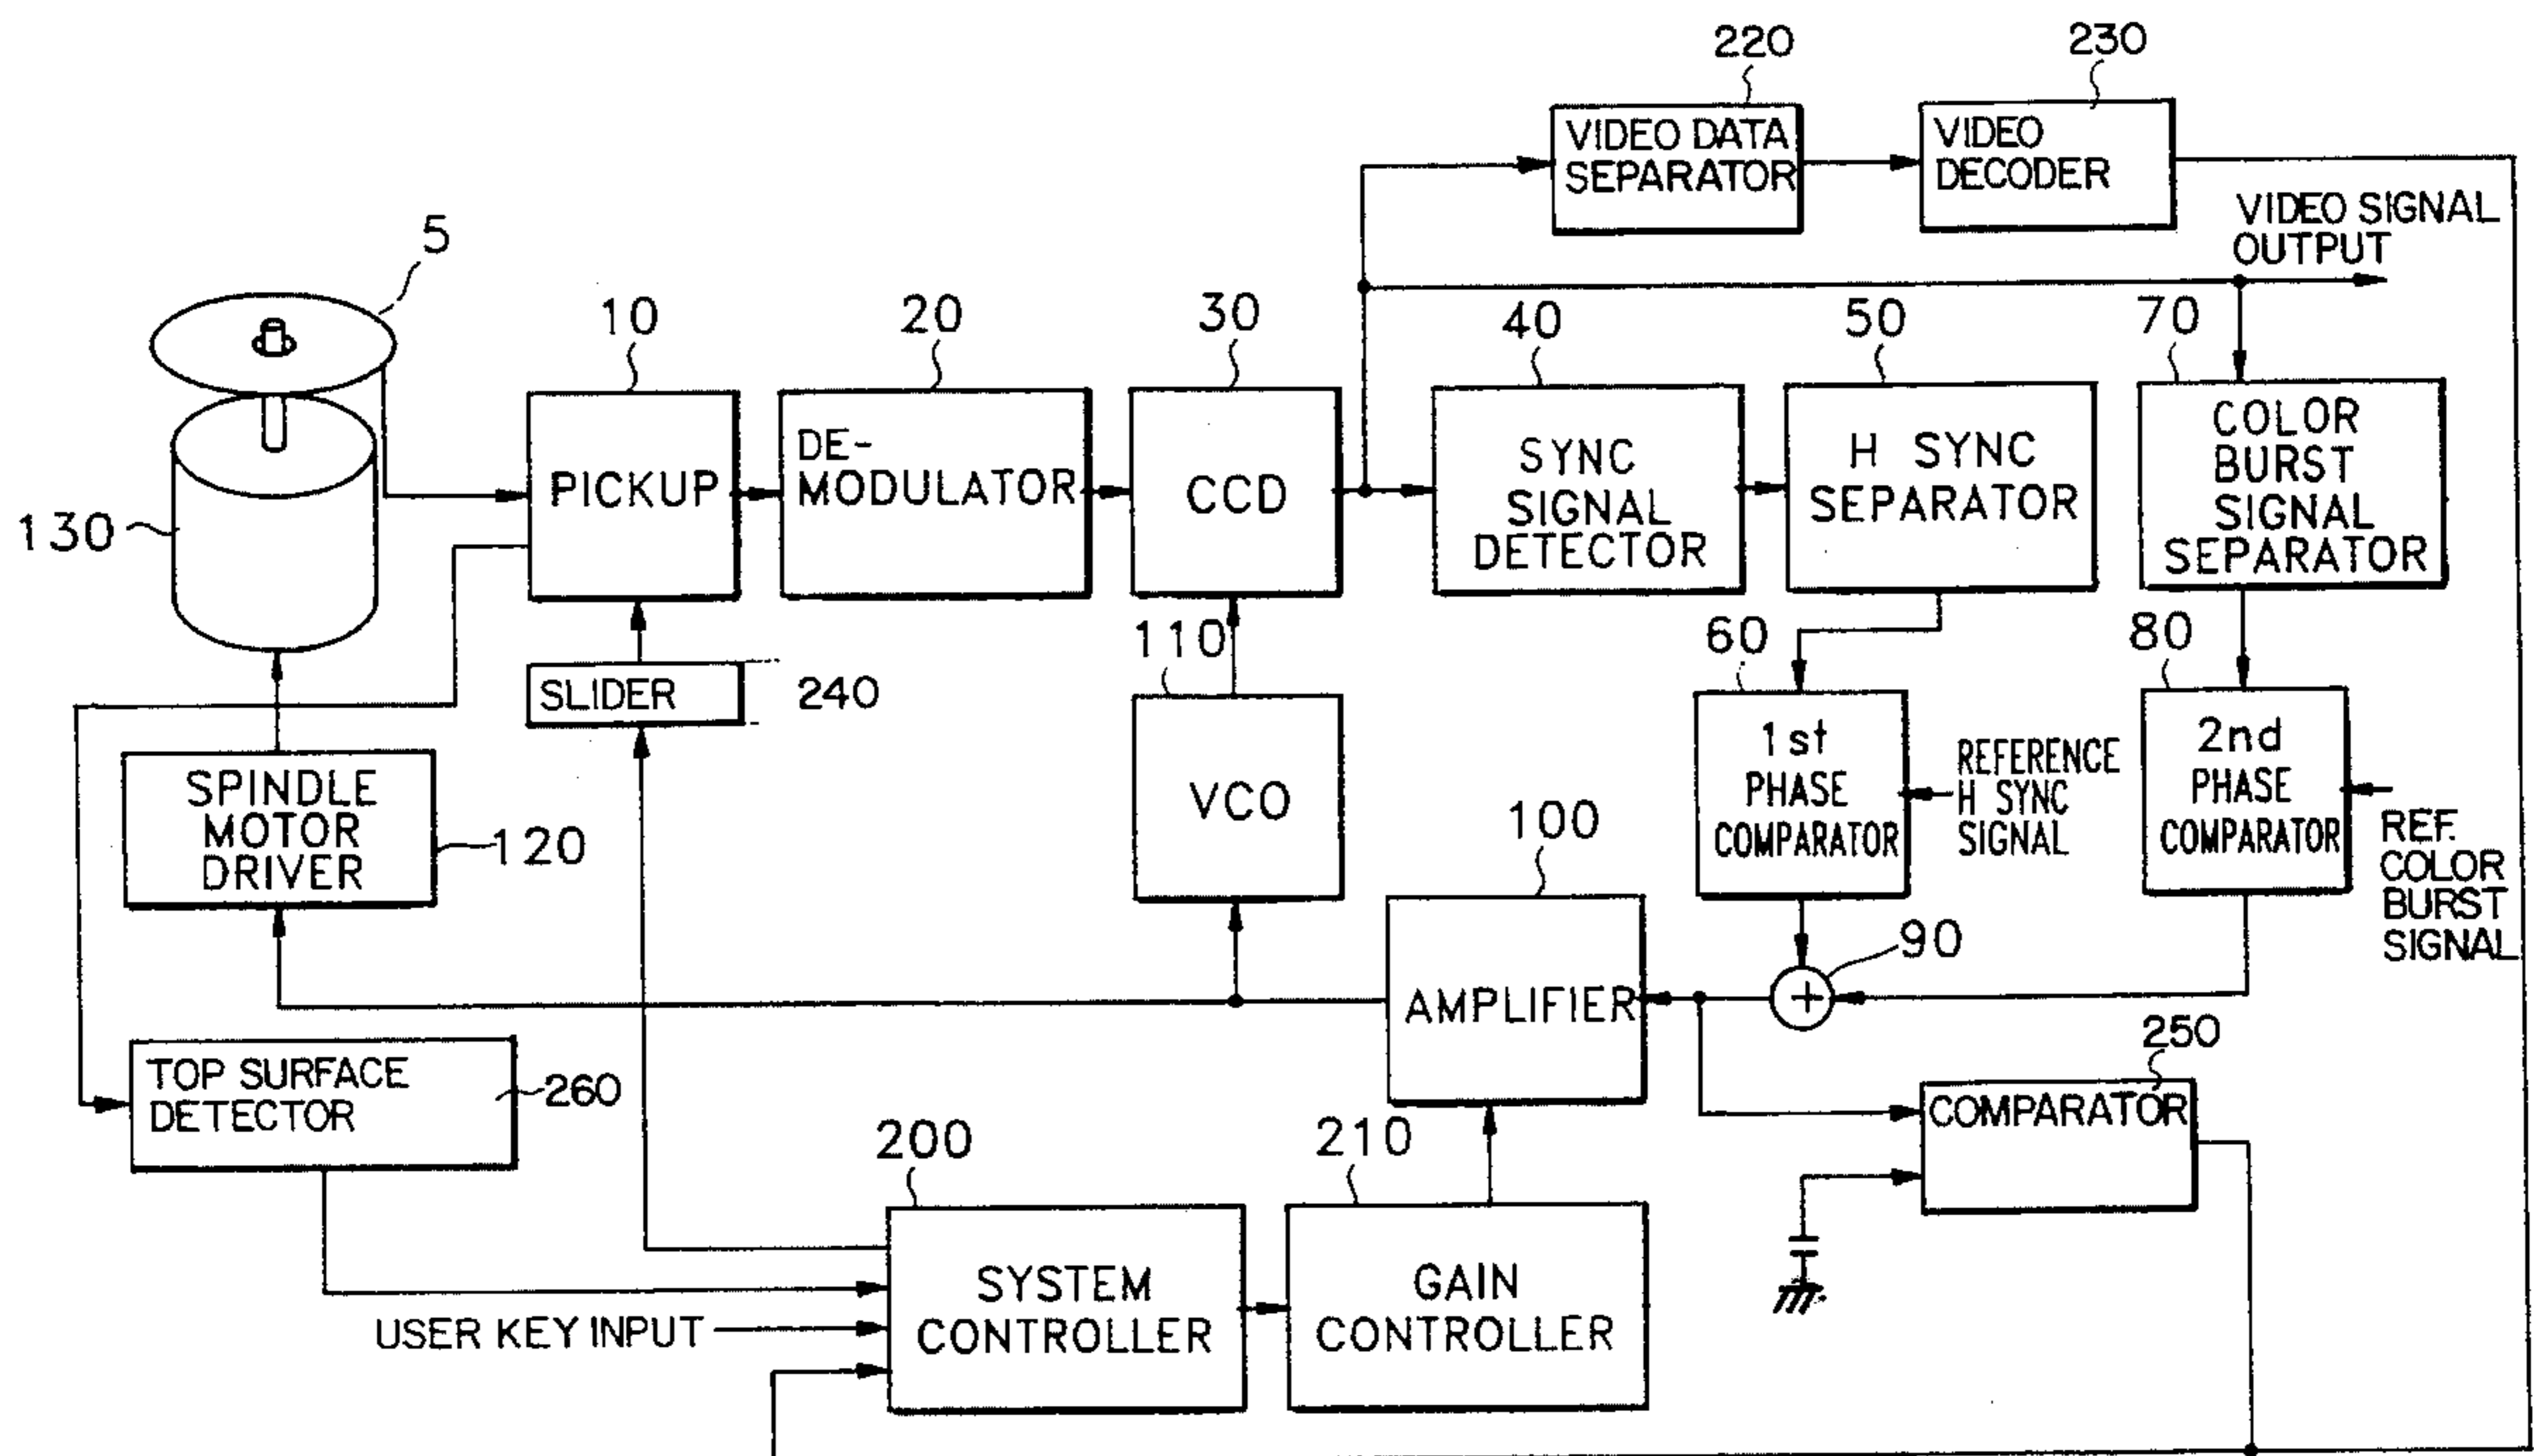 220
230
VIDEO DATA
SEPARATOR
VIDEO
DECODER
VIDEO SIGNAL
OUTPUT
5
10
20
30
40
50
70
PICKUP
DE-
MODULATOR
CCD
SYNC
SIGNAL
DETECTOR
H SYNC
SEPARATOR
COLOR
BURST
SIGNAL
SEPARATOR
130
110
60
80
SLIDER
240
SPINDLE
MOTOR
DRIVER
120
VCO
100
1st
PHASE
COMPARATOR
REFERENCE
H SYNC
SIGNAL
2nd
PHASE
COMPARATOR
REF.
COLOR
BURST
SIGNAL
AMPLIFIER
+
90
TOP SURFACE
DETECTOR
260
250
COMPARATOR
200
210
SYSTEM
CONTROLLER
GAIN
CONTROLLER
USER KEY INPUT